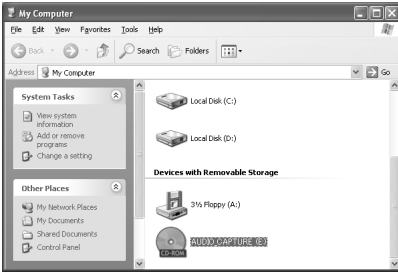 My Computer
File Edit View Favorites Tools Help
Back Search Folders
Address My Computer Go
System Tasks
View system
information
Add or remove
programs
Change a setting
Other Places
My Network Places
My Documents
Shared Documents
Control Panel
Local Disk (C:)
Local Disk (D:)
Devices with Removable Storage
3½ Floppy (A:)
AUDIO_CAPTURE (E:)
CD-ROM